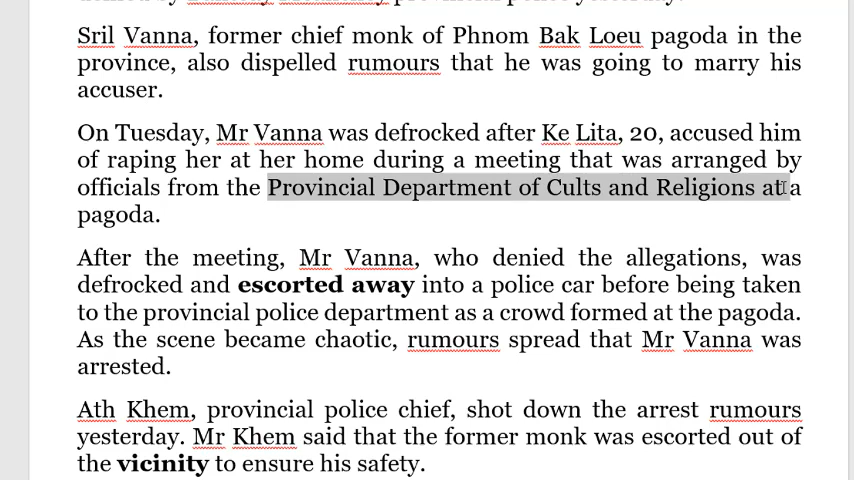 Sril Vanna, former chief monk of Phnom Bak Loeu pagoda in the
province, also dispelled rumours that he was going to marry his
accuser.
On Tuesday, Mr Vanna was defrocked after Ke Lita, 20, accused him
of raping her at her home during a meeting that was arranged by
officials from the Provincial Department of Cults and Religions at a
pagoda.
After the meeting, Mr Vanna, who denied the allegations, was
defrocked and escorted away into a police car before being taken
to the provincial police department as a crowd formed at the pagoda.
As the scene became chaotic, rumours spread that Mr Vanna was
arrested.
Ath Khem, provincial police chief, shot down the arrest rumours
yesterday. Mr Khem said that the former monk was escorted out of
the vicinity to ensure his safety.